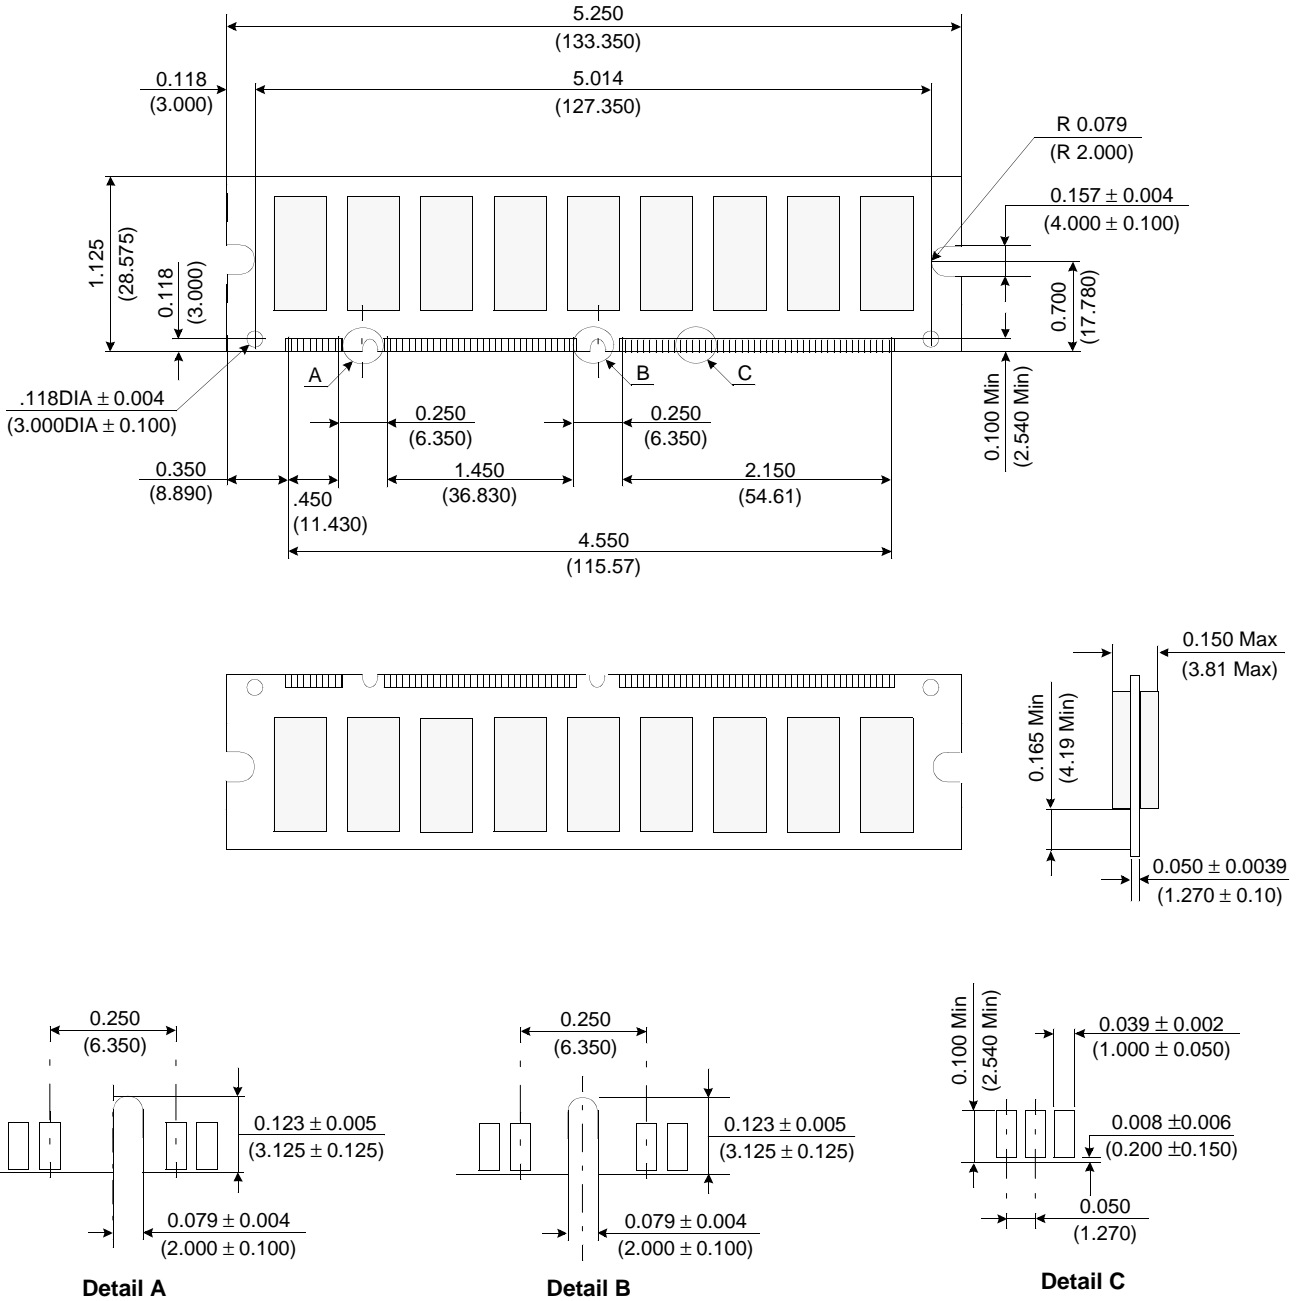 5.250
(133.350)
0.118
(3.000)
5.014
(127.350)
R 0.079
(R 2.000)
0.157 ± 0.004
(4.000 ± 0.100)
1.125
(28.575)
0.118
(3.000)
0.700
(17.780)
A
B
C
.118DIA ± 0.004
(3.000DIA ± 0.100)
0.250
(6.350)
0.250
(6.350)
0.100 Min
(2.540 Min)
0.350
(8.890)
.450
(11.430)
1.450
(36.830)
2.150
(54.61)
4.550
(115.57)
0.150 Max
(3.81 Max)
0.165 Min
(4.19 Min)
0.050 ± 0.0039
(1.270 ± 0.10)
0.250
(6.350)
0.123 ± 0.005
(3.125 ± 0.125)
0.079 ± 0.004
(2.000 ± 0.100)
Detail A
0.250
(6.350)
0.123 ± 0.005
(3.125 ± 0.125)
0.079 ± 0.004
(2.000 ± 0.100)
Detail B
0.100 Min
(2.540 Min)
0.039 ± 0.002
(1.000 ± 0.050)
0.008 ±0.006
(0.200 ±0.150)
0.050
(1.270)
Detail C